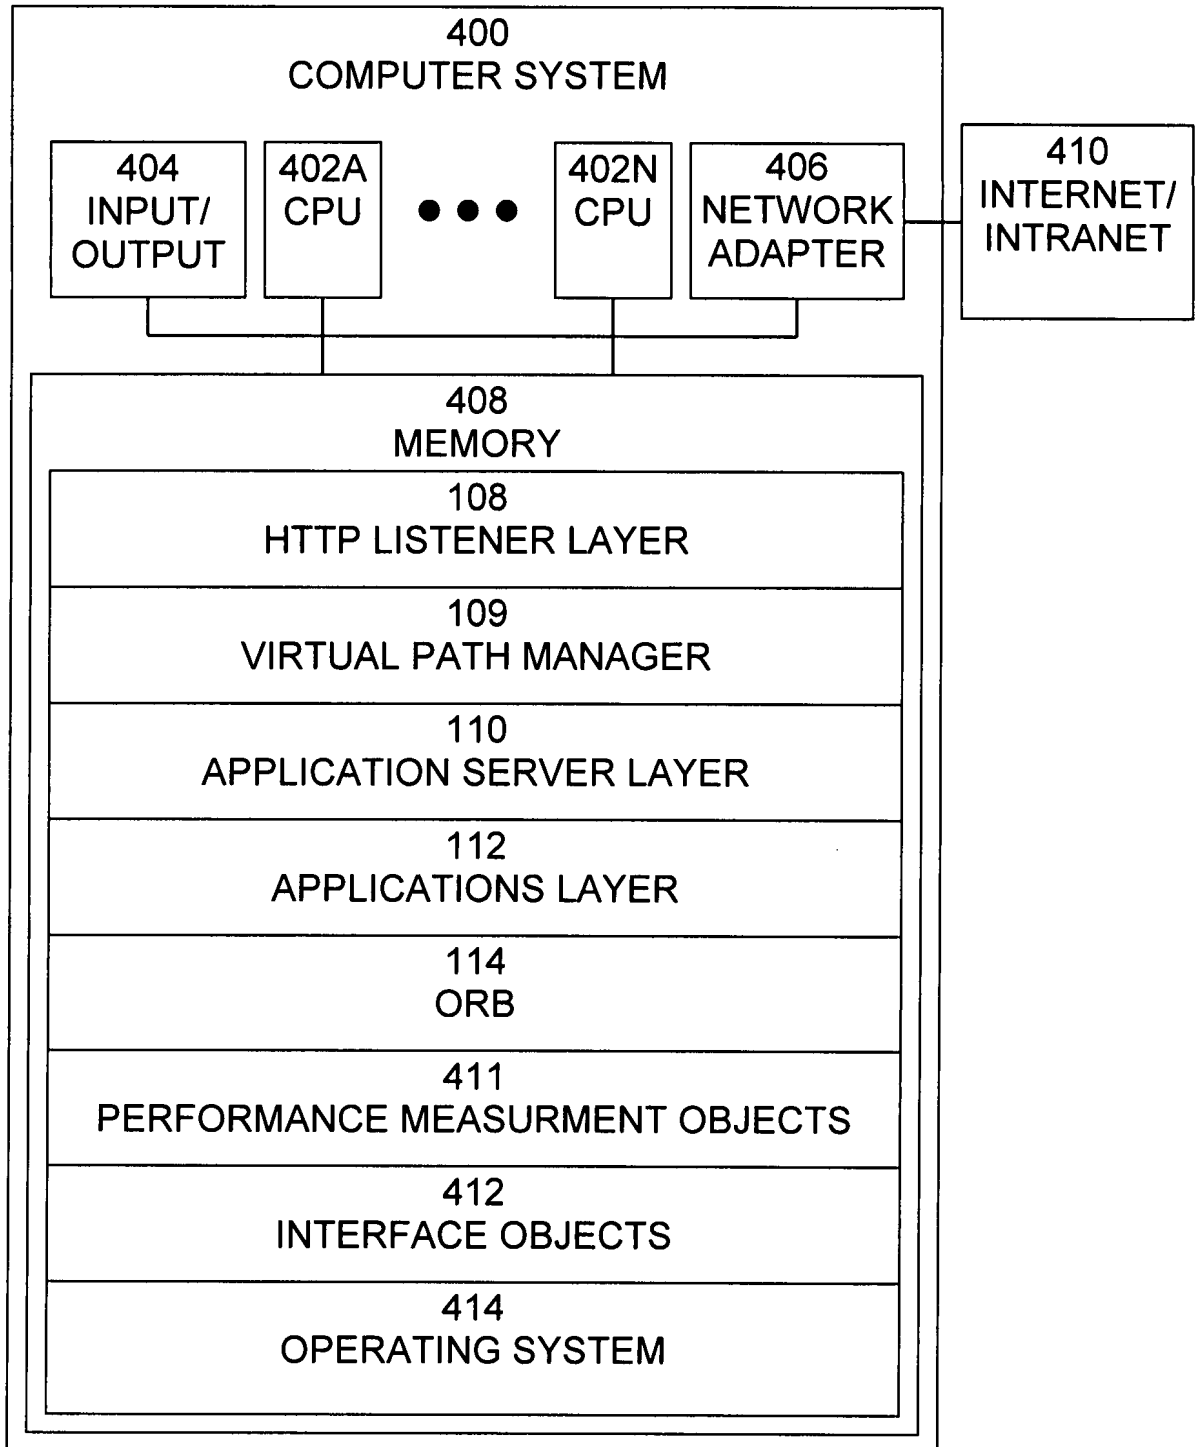 400
COMPUTER SYSTEM
404
INPUT/
OUTPUT
402A
CPU
402N
CPU
406
NETWORK
ADAPTER
410
INTERNET/
INTRANET
408
MEMORY
108
HTTP LISTENER LAYER
109
VIRTUAL PATH MANAGER
110
APPLICATION SERVER LAYER
112
APPLICATIONS LAYER
114
ORB
411
PERFORMANCE MEASURMENT OBJECTS
412
INTERFACE OBJECTS
414
OPERATING SYSTEM